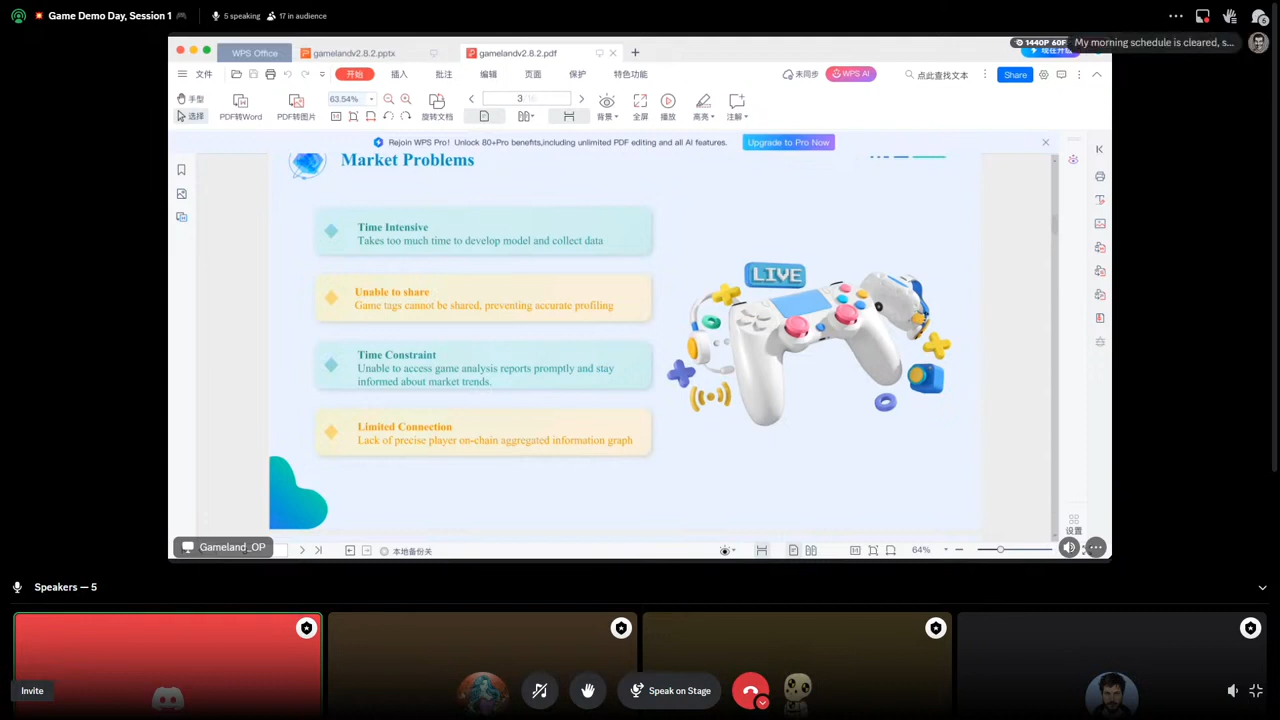 Game Demo Day, Session 1
5 speaking
17 in audience
5
1440P 60F
My morning schedule is cleared, s...
WPS Office
gamelandv2.8.2.pptx
gamelandv2.8.2.pdf
文件
开始
插入
批注
编辑
页面
保护
特色功能
未同步
WPS AI
点此查找文本
Share
手型
选择
PDF转Word
PDF转图片
63.54%
旋转文档
3/16
背景
全屏
播放
高亮
注解
Rejoin WPS Pro! Unlock 80+Pro benefits,including unlimited PDF editing and all AI features.
Upgrade to Pro Now
Market Problems
Time Intensive
Takes too much time to develop model and collect data
Unable to share
Game tags cannot be shared, preventing accurate profiling
Time Constraint
Unable to access game analysis reports promptly and stay
informed about market trends.
Limited Connection
Lack of precise player on-chain aggregated information graph
LIVE
设置
Gameland_OP
本地备份关
64%
Speakers — 5
Invite
Speak on Stage